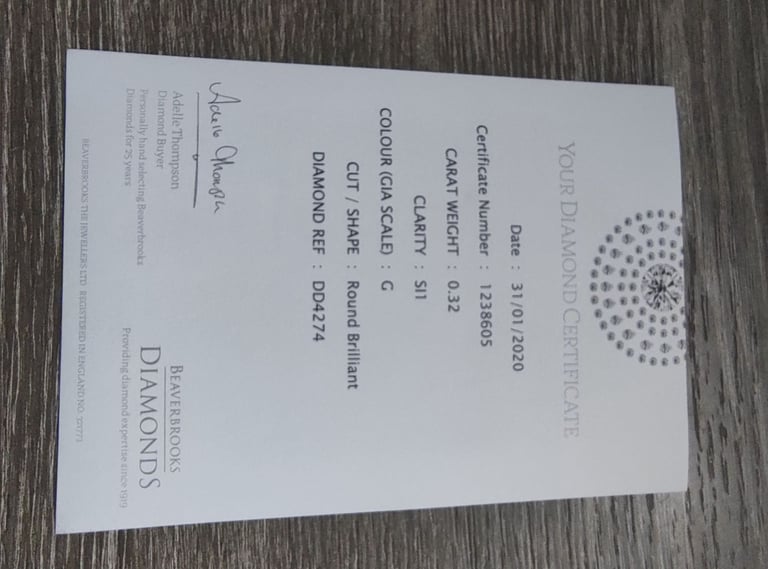 YOUR DIAMOND CERTIFICATE
Date : 31/01/2020
Certificate Number : 1238605
CARAT WEIGHT : 0.32
CLARITY : SI1
COLOUR (GIA SCALE) : G
CUT / SHAPE : Round Brilliant
DIAMOND REF : DD4274
Adelle Thompson
Diamond Buyer
Personally hand selecting Beaverbrooks
Diamonds for 25 years
BEAVERBROOKS
DIAMONDS
Providing diamond expertise since 1919
BEAVERBROOKS THE JEWELLERS LTD REGISTERED IN ENGLAND NO.